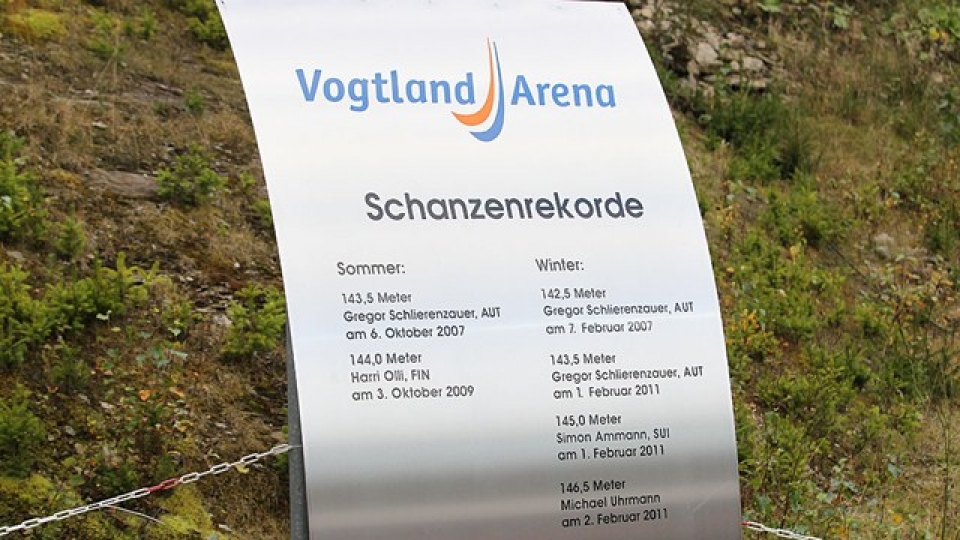 Vogtland Arena
Schanzenrekorde
Sommer:
143,5 Meter
Gregor Schlierenzauer, AUT
am 6. Oktober 2007
144,0 Meter
Harri Olli, FIN
am 3. Oktober 2009
Winter:
142,5 Meter
Gregor Schlierenzauer, AUT
am 7. Februar 2007
143,5 Meter
Gregor Schlierenzauer, AUT
am 1. Februar 2011
145,0 Meter
Simon Ammann, SUI
am 1. Februar 2011
146,5 Meter
Michael Uhrmann
am 2. Februar 2011